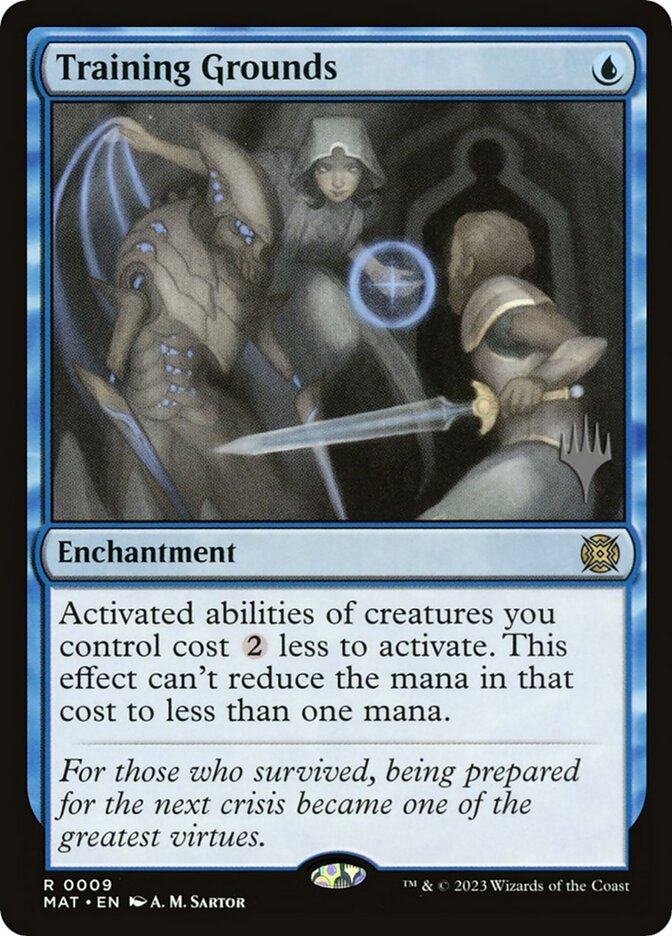 Training Grounds
Enchantment
Activated abilities of creatures you
control cost 2 less to activate. This
effect can't reduce the mana in that
cost to less than one mana.
For those who survived, being prepared
for the next crisis became one of the
greatest virtues.
R 0009
MAT • EN A. M. SARTOR
™ & © 2023 Wizards of the Coast